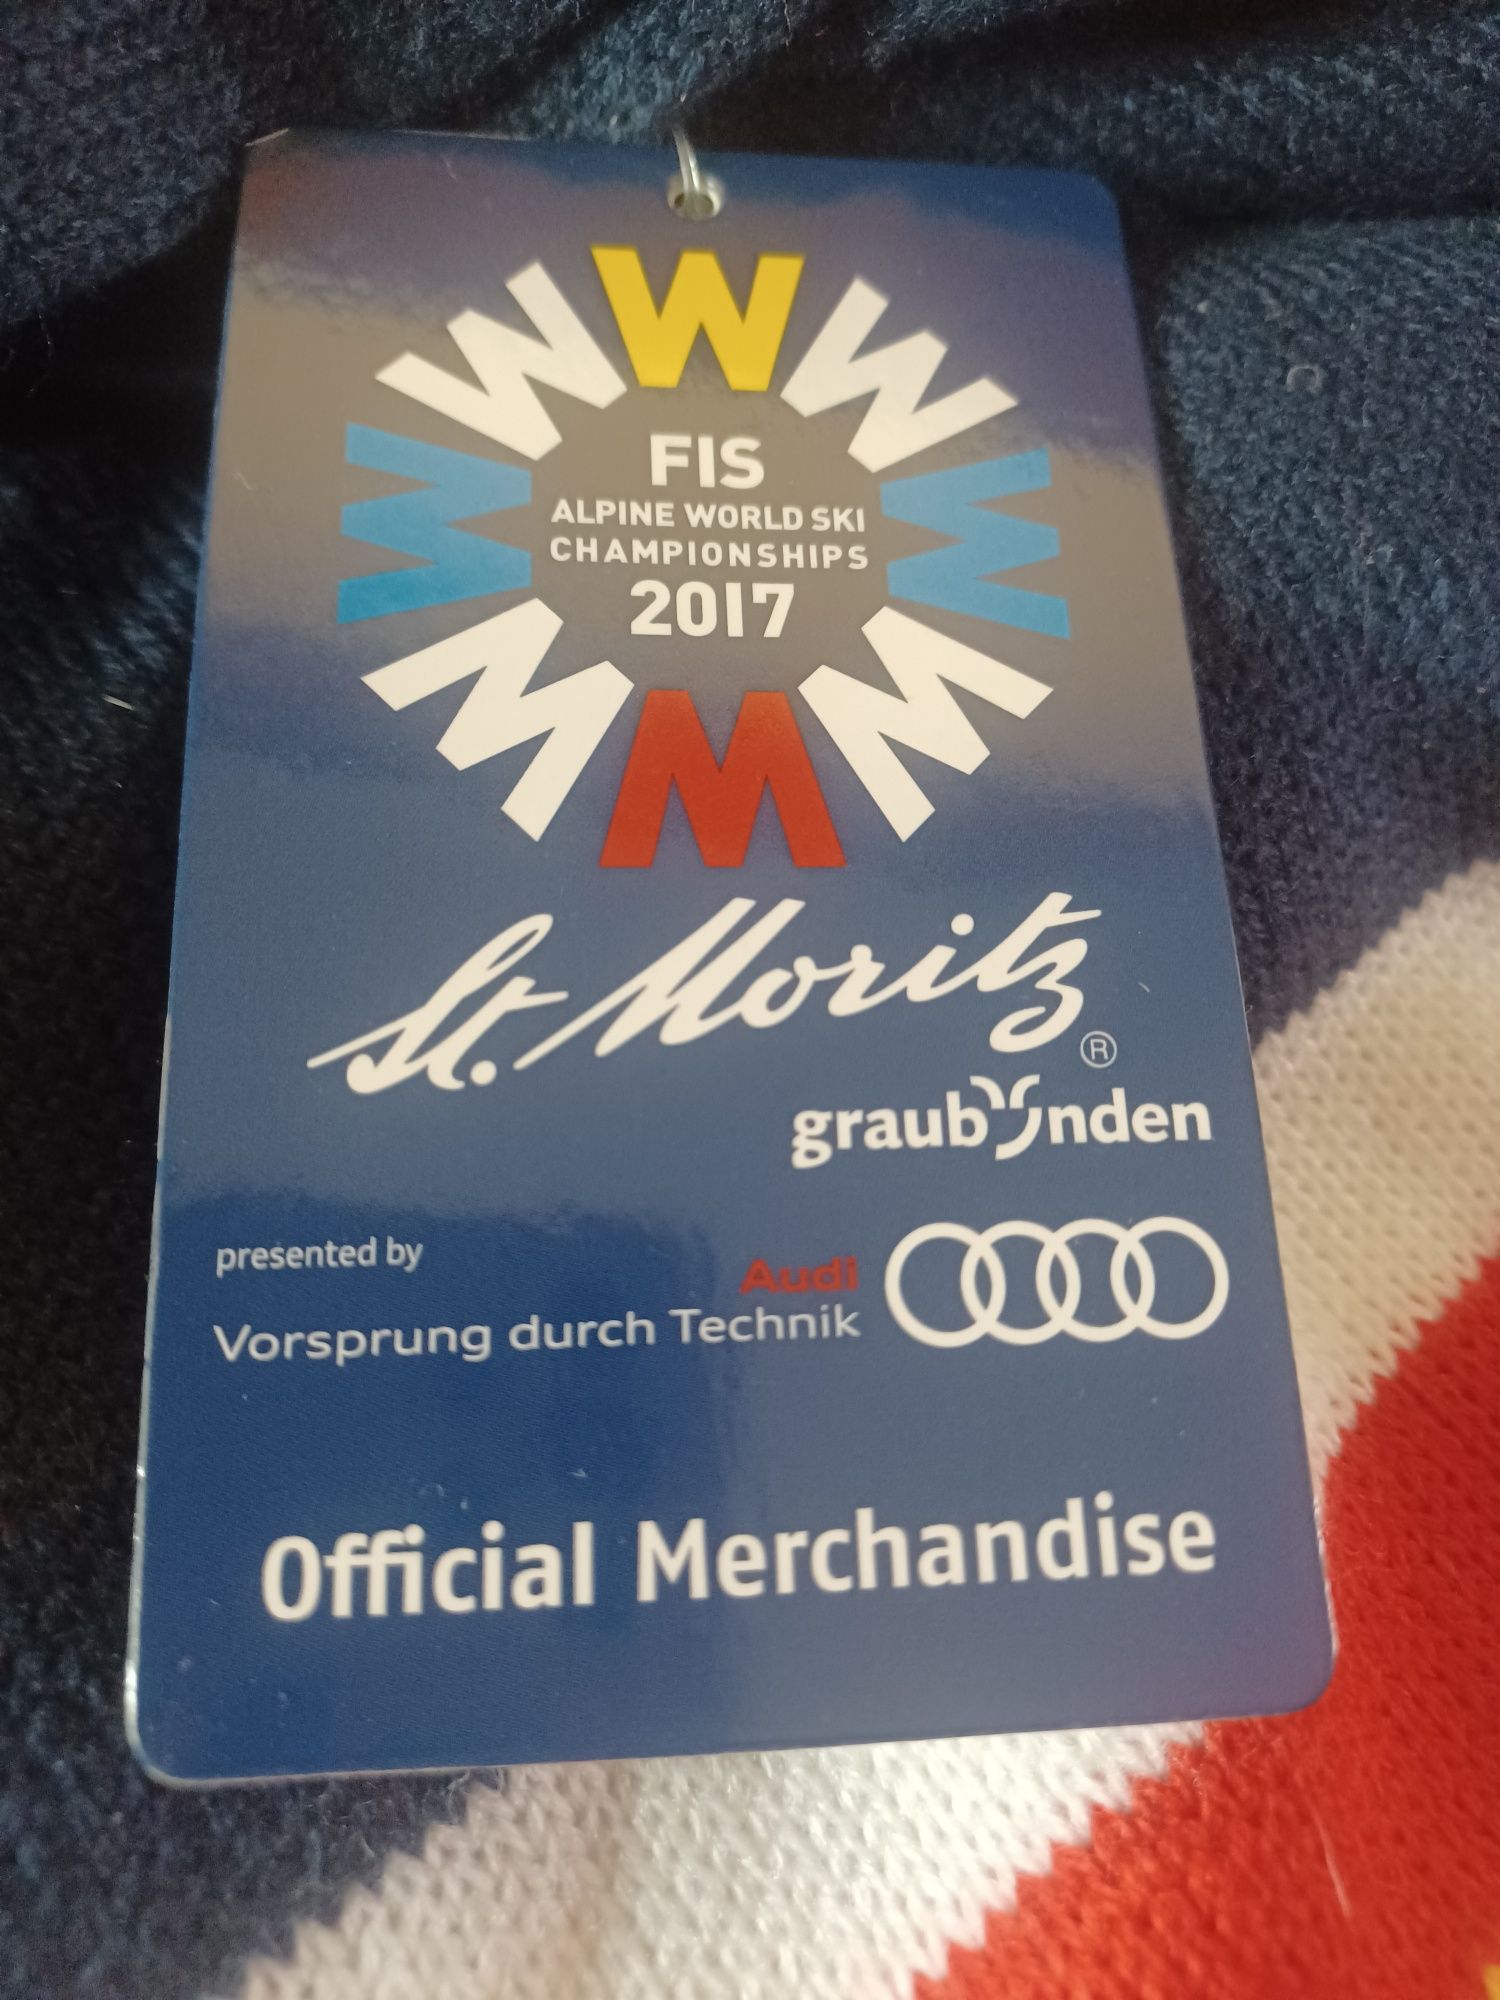 W W W W W W W W
FIS
ALPINE WORLD SKI
CHAMPIONSHIPS
2017
St. Moritz
®
graubünden
presented by
Audi
Vorsprung durch Technik
Official Merchandise